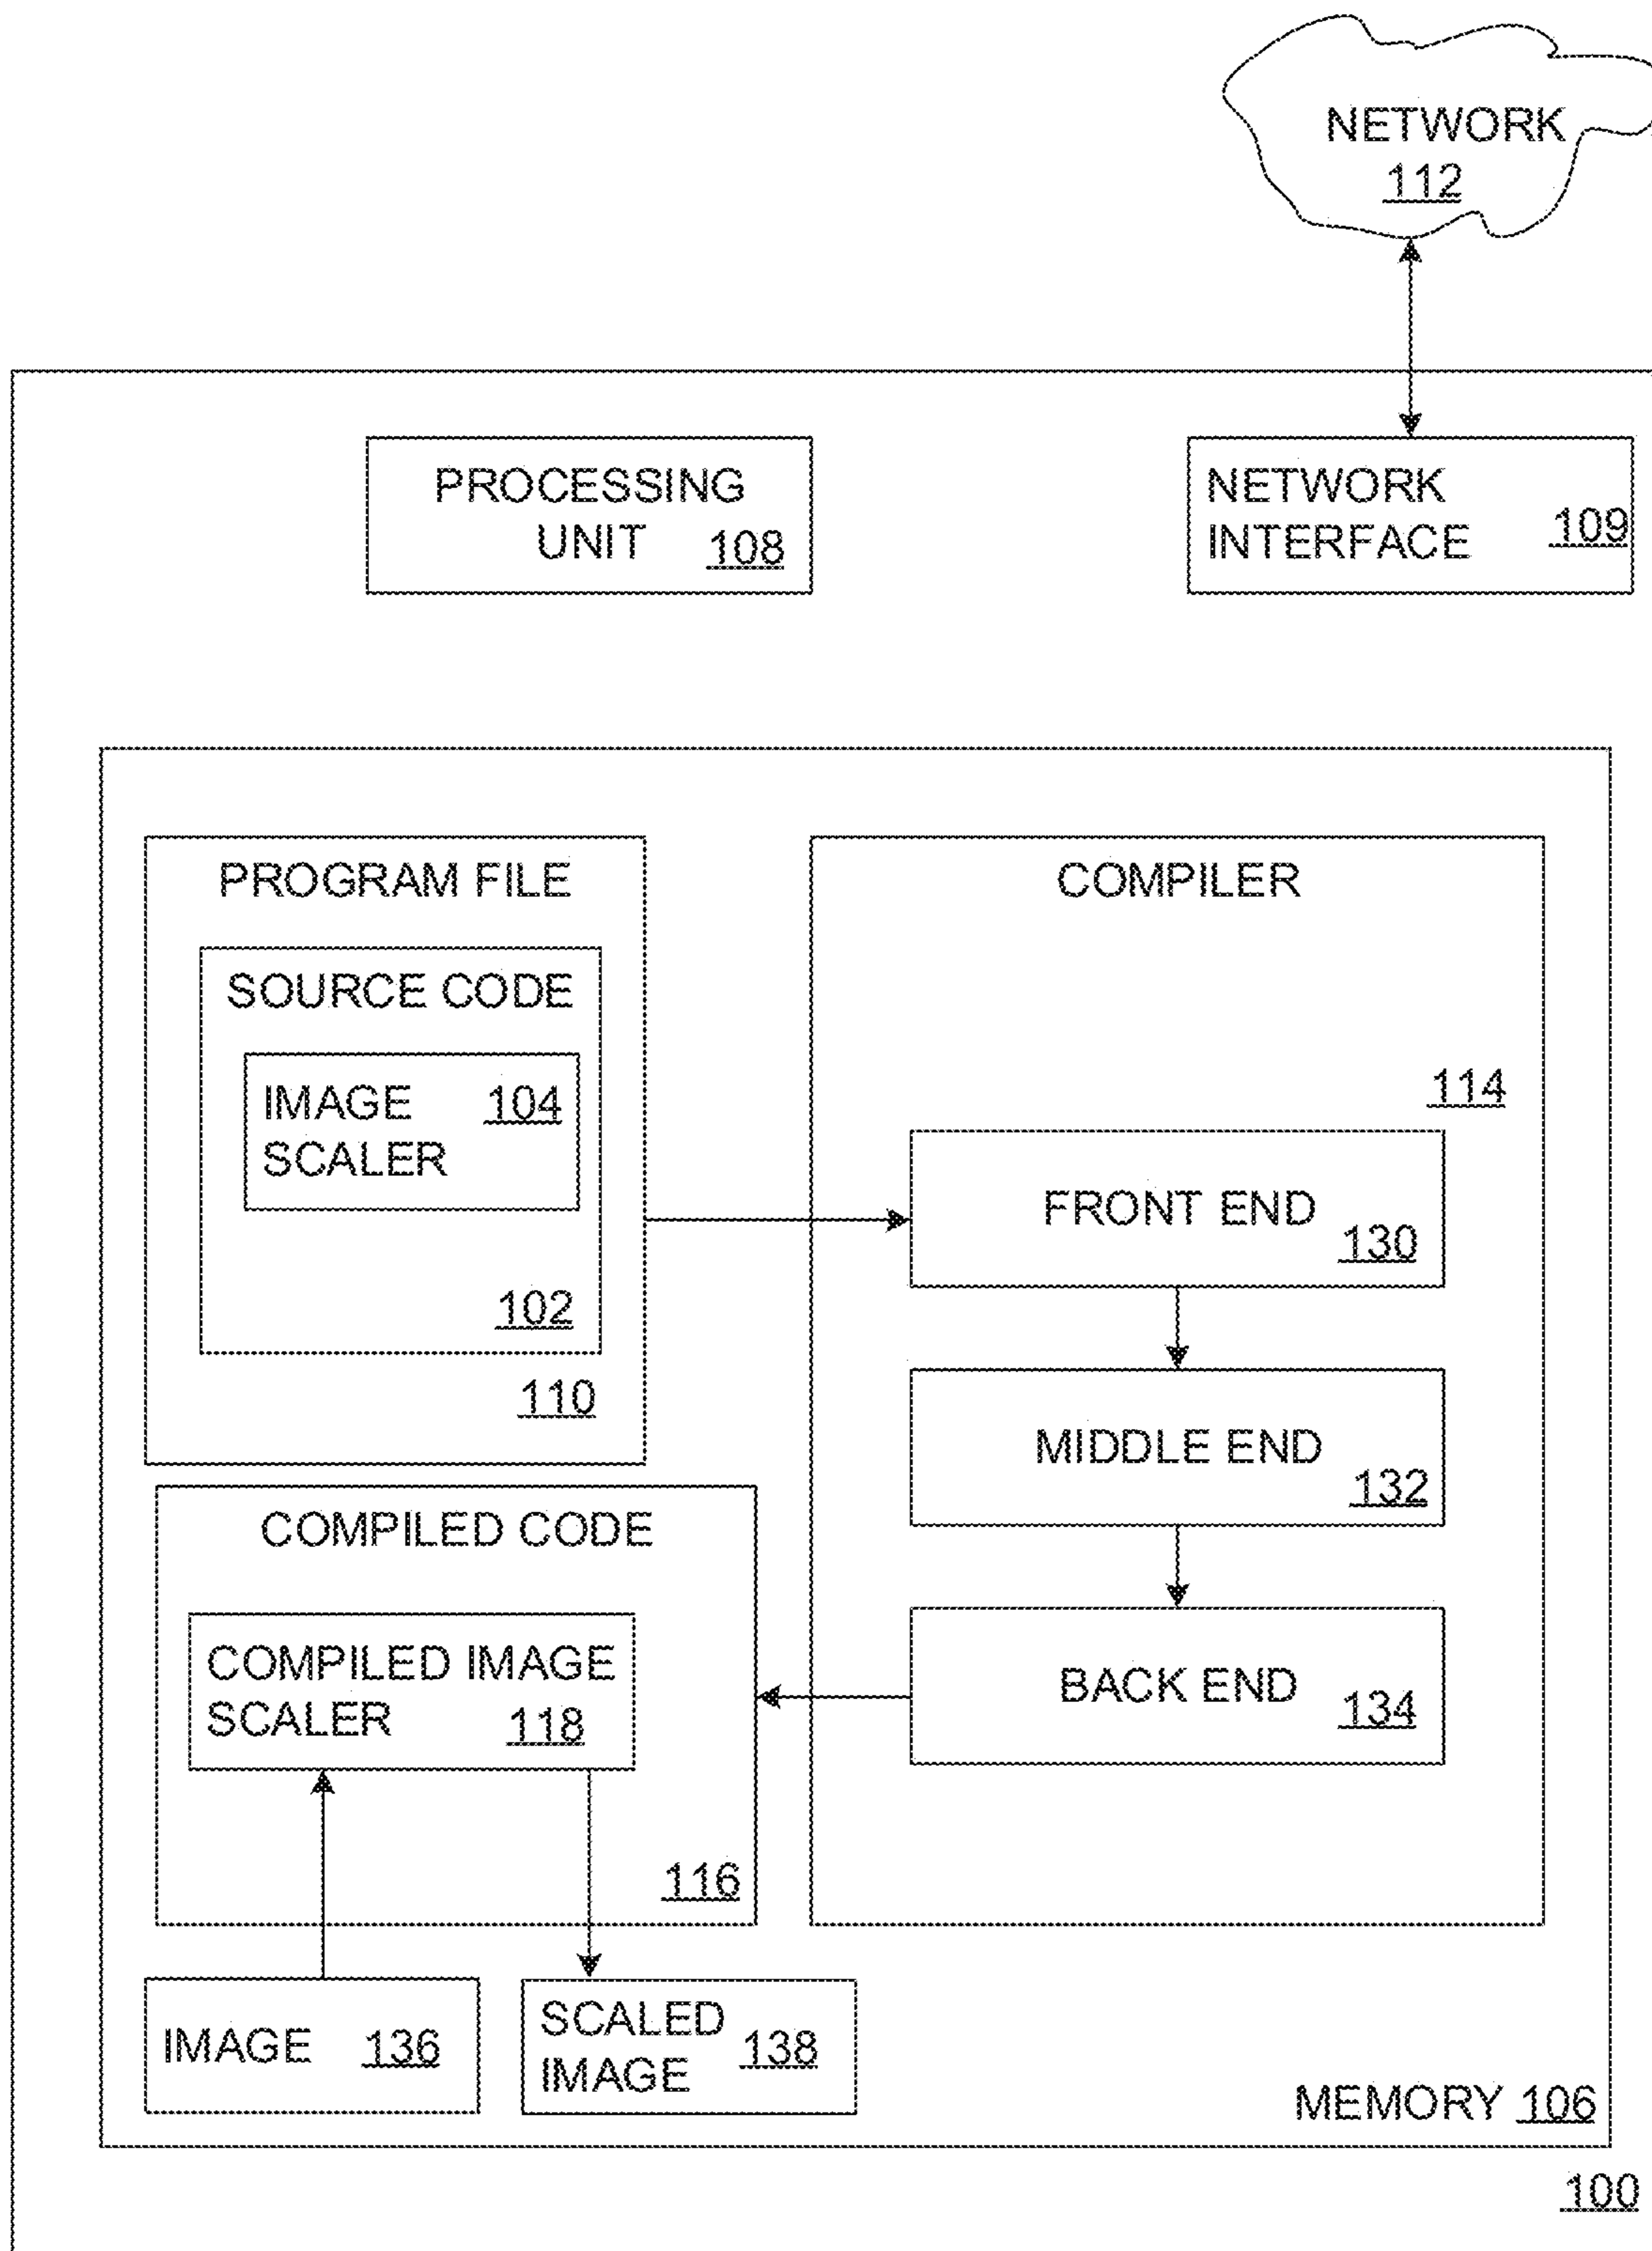 NETWORK
112
PROCESSING
UNIT 108
NETWORK
INTERFACE 109
PROGRAM FILE
SOURCE CODE
IMAGE 104
SCALER
102
110
COMPILER
114
FRONT END
130
MIDDLE END
132
BACK END
134
COMPILED CODE
COMPILED IMAGE
SCALER 118
116
IMAGE 136
SCALED
IMAGE 138
MEMORY 106
100